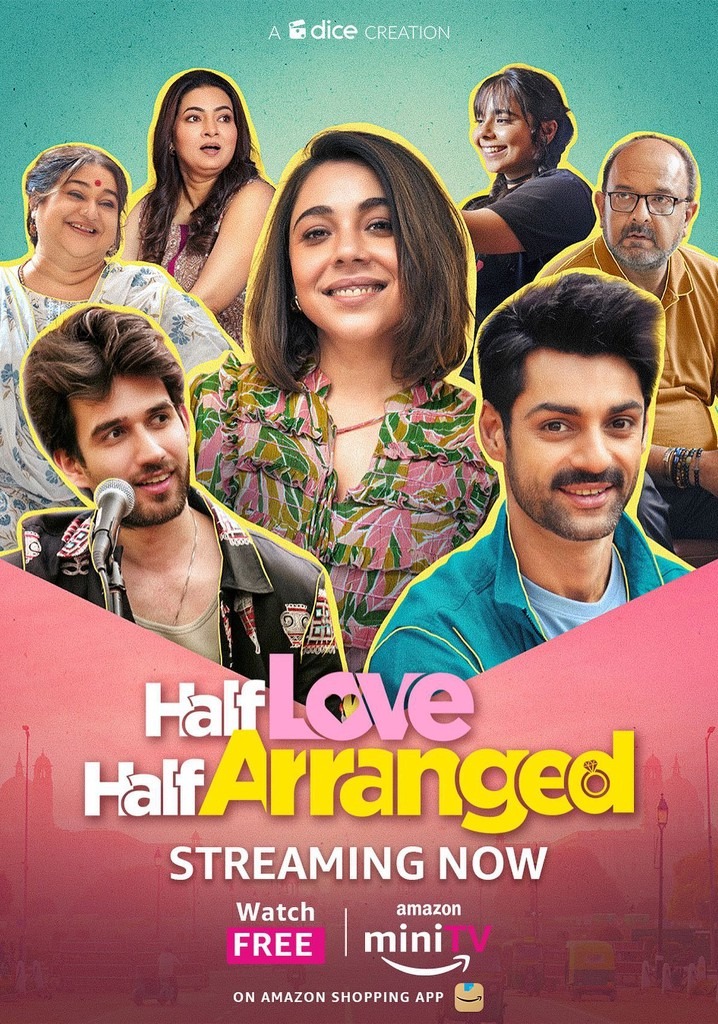 A dice CREATION
Half Love
Half Arranged
STREAMING NOW
Watch
FREE
amazon
miniTV
ON AMAZON SHOPPING APP